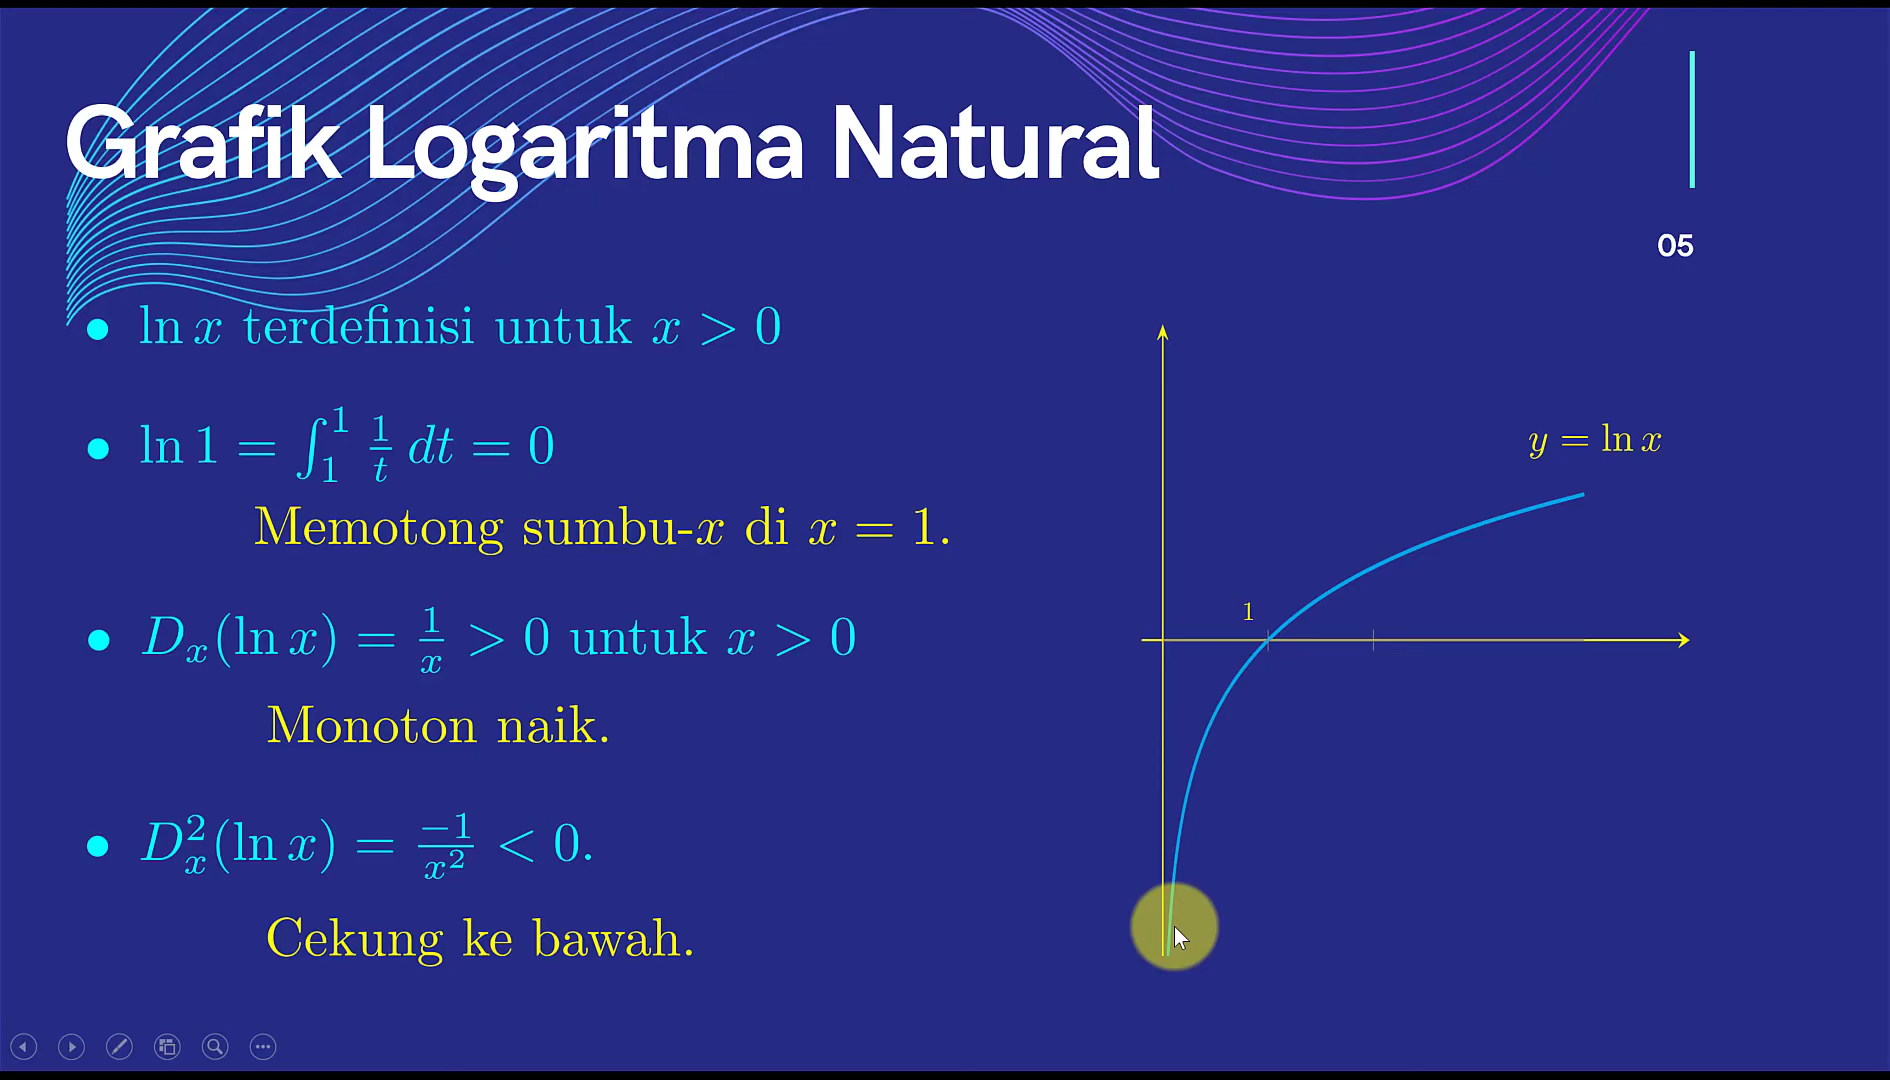 Grafik Logaritma Natural
05
• ln x terdefinisi untuk x > 0
• ln 1 = ∫₁¹ 1/t dt = 0
Memotong sumbu-x di x = 1.
• Dₓ(ln x) = 1/x > 0 untuk x > 0
Monoton naik.
• Dₓ²(ln x) = −1/x² < 0.
Cekung ke bawah.
y = ln x
1